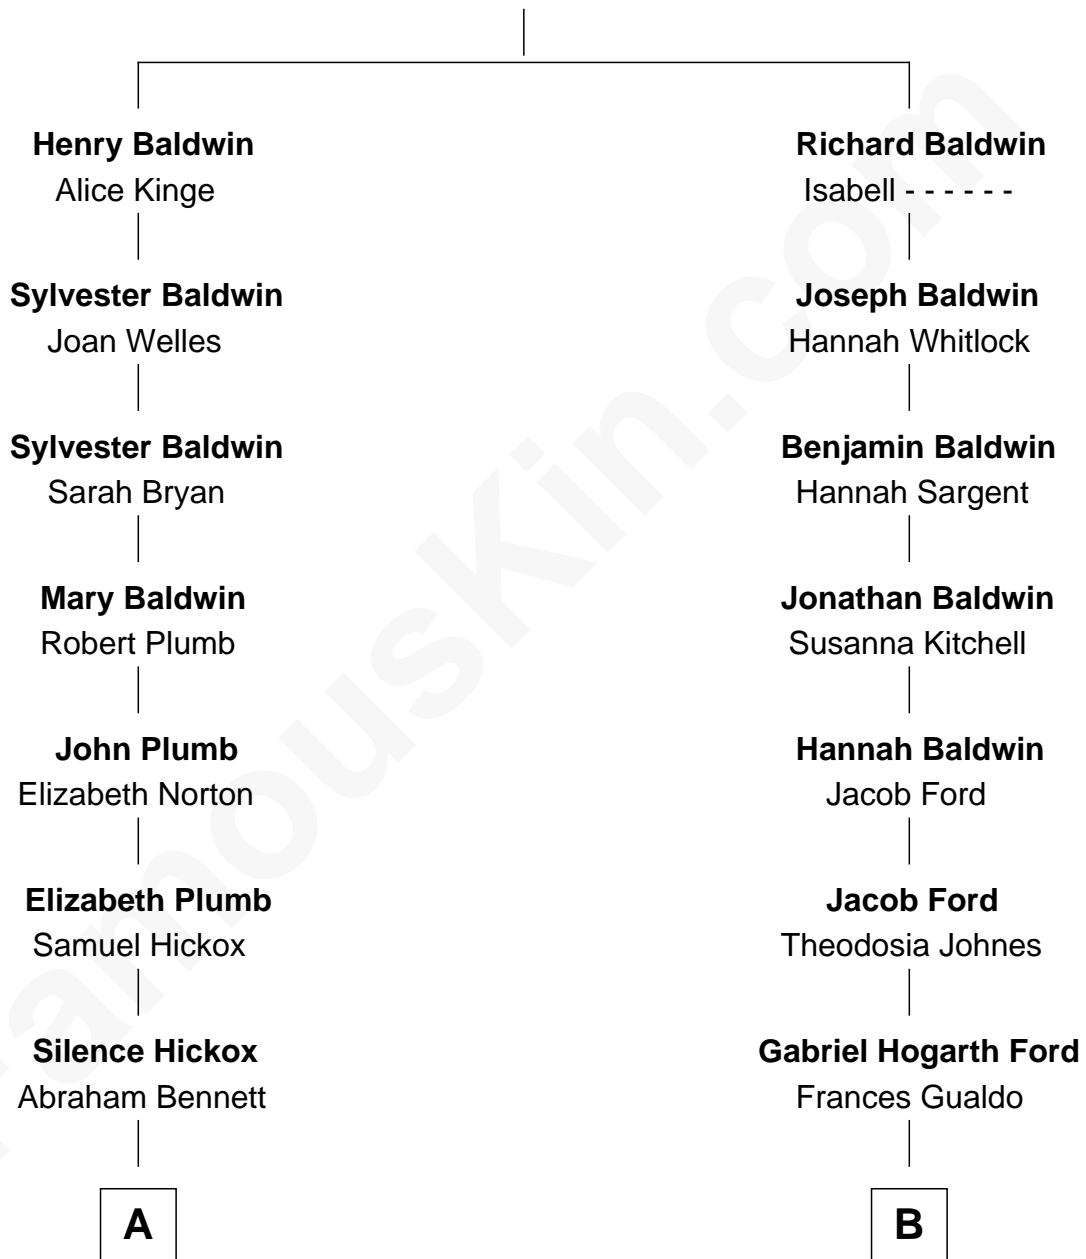 Henry Baldwin
Alice Kinge
Sylvester Baldwin
Joan Welles
Sylvester Baldwin
Sarah Bryan
Mary Baldwin
Robert Plumb
John Plumb
Elizabeth Norton
Elizabeth Plumb
Samuel Hickox
Silence Hickox
Abraham Bennett
A
Richard Baldwin
Isabell - - - - - -
Joseph Baldwin
Hannah Whitlock
Benjamin Baldwin
Hannah Sargent
Jonathan Baldwin
Susanna Kitchell
Hannah Baldwin
Jacob Ford
Jacob Ford
Theodosia Johnes
Gabriel Hogarth Ford
Frances Gualdo
B
FamousKin.com